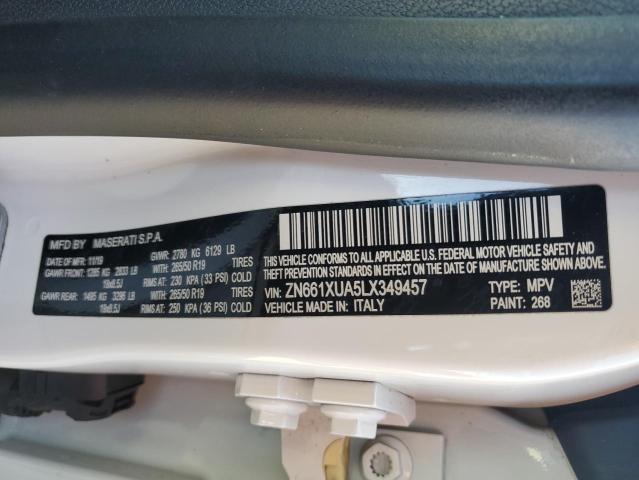 MFD BY MASERATI S.P.A.
DATE OF MFR: 11/19 GVWR: 2780 KG 6129 LB
GAWR FRONT: 1285 KG 2833 LB WITH: 265/50 R19 TIRES
18x8.5J RIMS AT: 230 KPA (33 PSI) COLD
GAWR REAR: 1495 KG 3296 LB WITH: 265/50 R19 TIRES
18x8.5J RIMS AT: 250 KPA (36 PSI) COLD
THIS VEHICLE CONFORMS TO ALL APPLICABLE U.S. FEDERAL MOTOR VEHICLE SAFETY
BUMPER, AND THEFT PREVENTION STANDARDS IN EFFECT ON THE DATE OF MANUFACTURE SHOWN ABOVE.
VIN: ZN661XUA5LX349457 TYPE: MPV
VEHICLE MADE IN: ITALY PAINT: 268